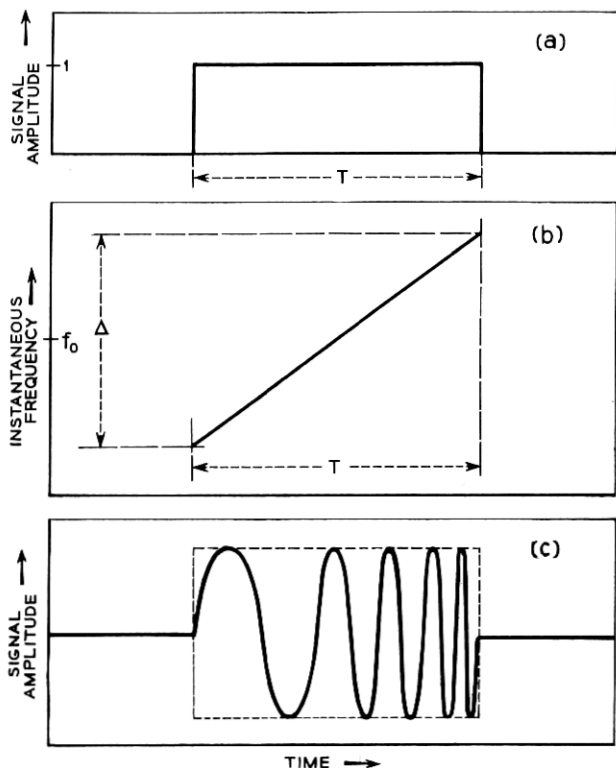 (a)
1
SIGNAL
AMPLITUDE
T
(b)
INSTANTANEOUS
FREQUENCY
f₀
Δ
T
(c)
SIGNAL
AMPLITUDE
TIME